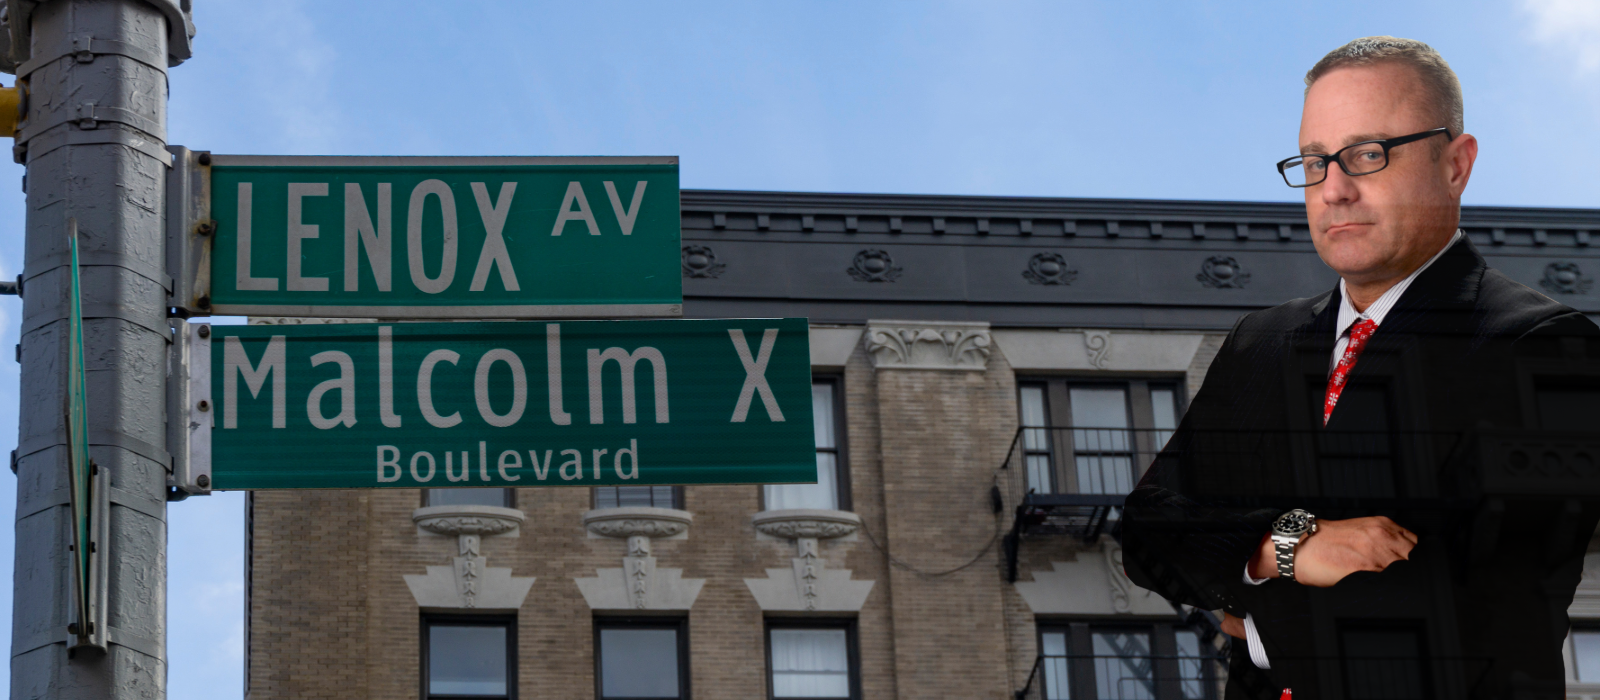 LENOX AV
Malcolm X
Boulevard